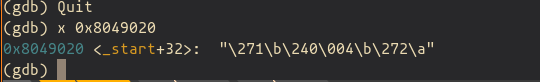 (gdb) Quit
(gdb) x 0x8049020
0x8049020 <_start+32>:  "\271\b\240\004\b\272\a"
(gdb)